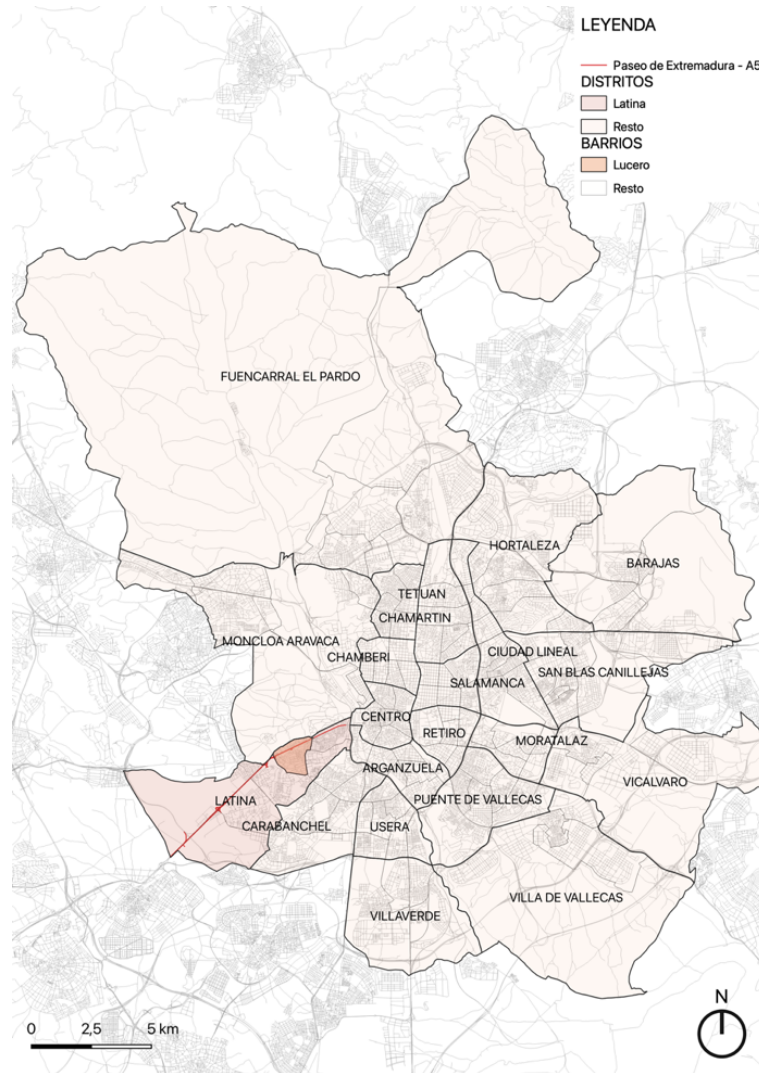 LEYENDA
Paseo de Extremadura - A5
DISTRITOS
Latina
Resto
BARRIOS
Lucero
Resto
FUENCARRAL EL PARDO
HORTALEZA
BARAJAS
TETUAN
CHAMARTIN
MONCLOA ARAVACA
CHAMBERI
CIUDAD LINEAL
SAN BLAS CANILLEJAS
SALAMANCA
CENTRO
RETIRO
MORATALAZ
ARGANZUELA
VICALVARO
LATINA
PUENTE DE VALLECAS
CARABANCHEL
USERA
VILLA DE VALLECAS
VILLAVERDE
N
0 2,5 5 km